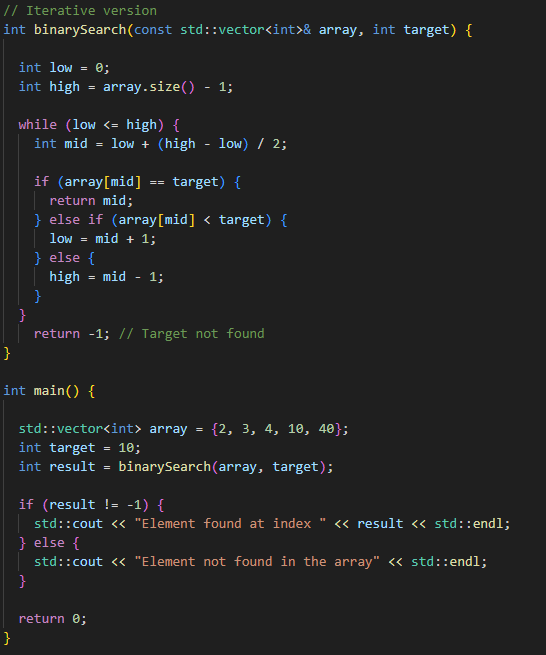 // Iterative version
int binarySearch(const std::vector<int>& array, int target) {
int low = 0;
int high = array.size() - 1;
while (low <= high) {
int mid = low + (high - low) / 2;
if (array[mid] == target) {
return mid;
} else if (array[mid] < target) {
low = mid + 1;
} else {
high = mid - 1;
}
}
return -1; // Target not found
}
int main() {
std::vector<int> array = {2, 3, 4, 10, 40};
int target = 10;
int result = binarySearch(array, target);
if (result != -1) {
std::cout << "Element found at index " << result << std::endl;
} else {
std::cout << "Element not found in the array" << std::endl;
}
return 0;
}